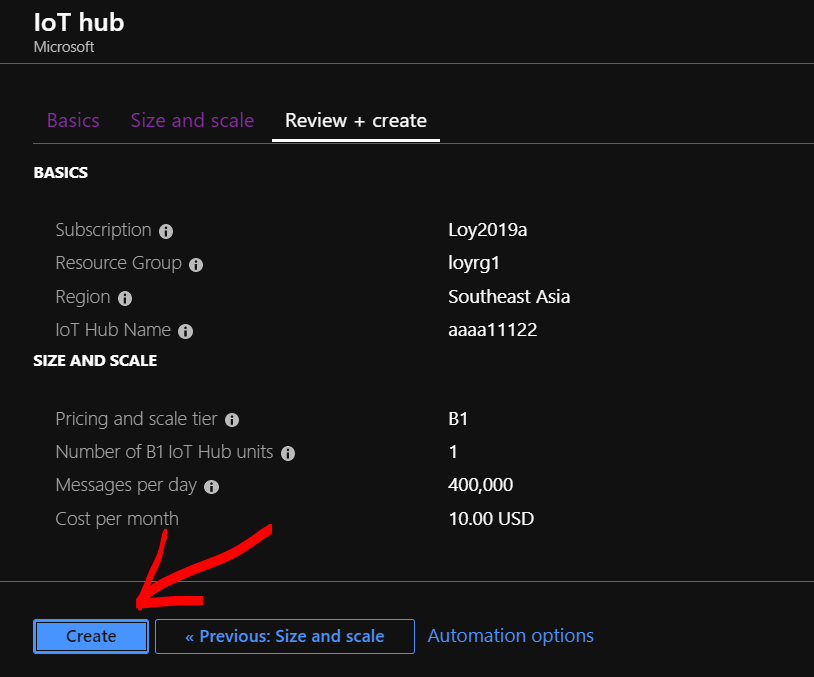 IoT hub
Microsoft
Basics Size and scale Review + create
BASICS
Subscription Loy2019a
Resource Group loyrg1
Region Southeast Asia
IoT Hub Name aaaa11122
SIZE AND SCALE
Pricing and scale tier B1
Number of B1 IoT Hub units 1
Messages per day 400,000
Cost per month 10.00 USD
Create « Previous: Size and scale Automation options